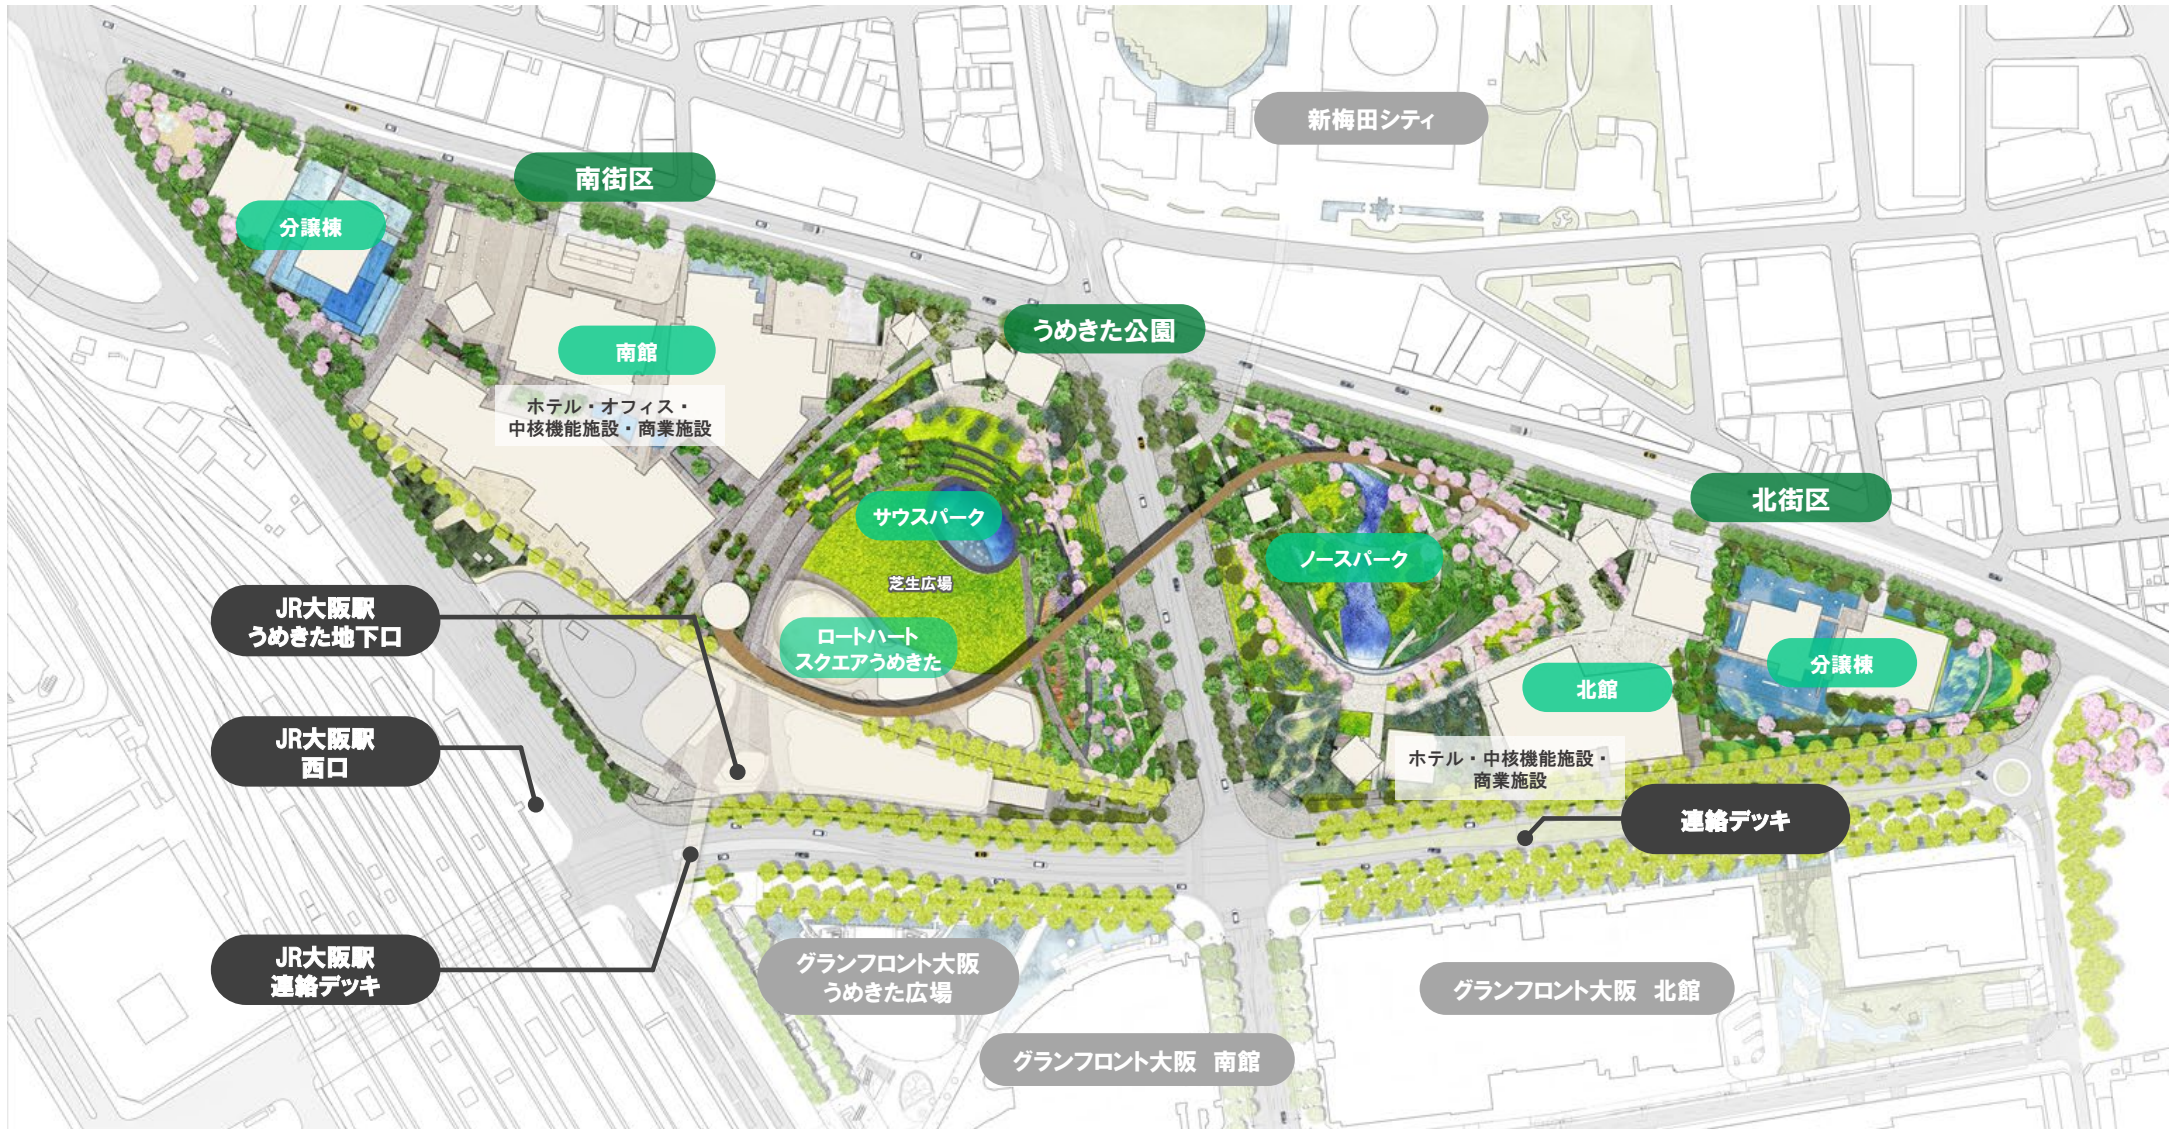 新梅田シティ
南街区
分譲棟
うめきた公園
南館
ホテル・オフィス・
中核機能施設・商業施設
北街区
サウスパーク
ノースパーク
芝生広場
JR大阪駅
うめきた地下口
ロートハート
スクエアうめきた
分譲棟
北館
JR大阪駅
西口
ホテル・中核機能施設・
商業施設
連絡デッキ
JR大阪駅
連絡デッキ
グランフロント大阪
うめきた広場
グランフロント大阪 北館
グランフロント大阪 南館